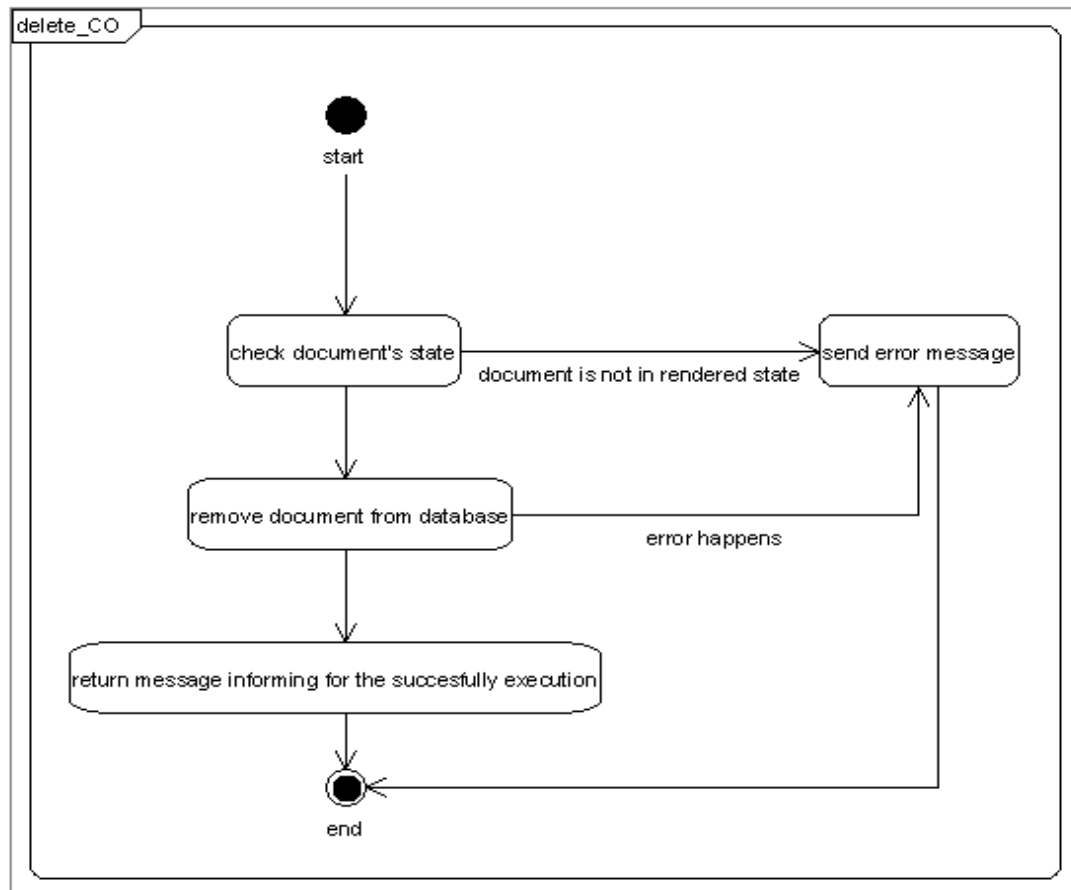 delete_CO
start
check document's state
document is not in rendered state
send error message
remove document from database
error happens
return message informing for the succesfully execution
end